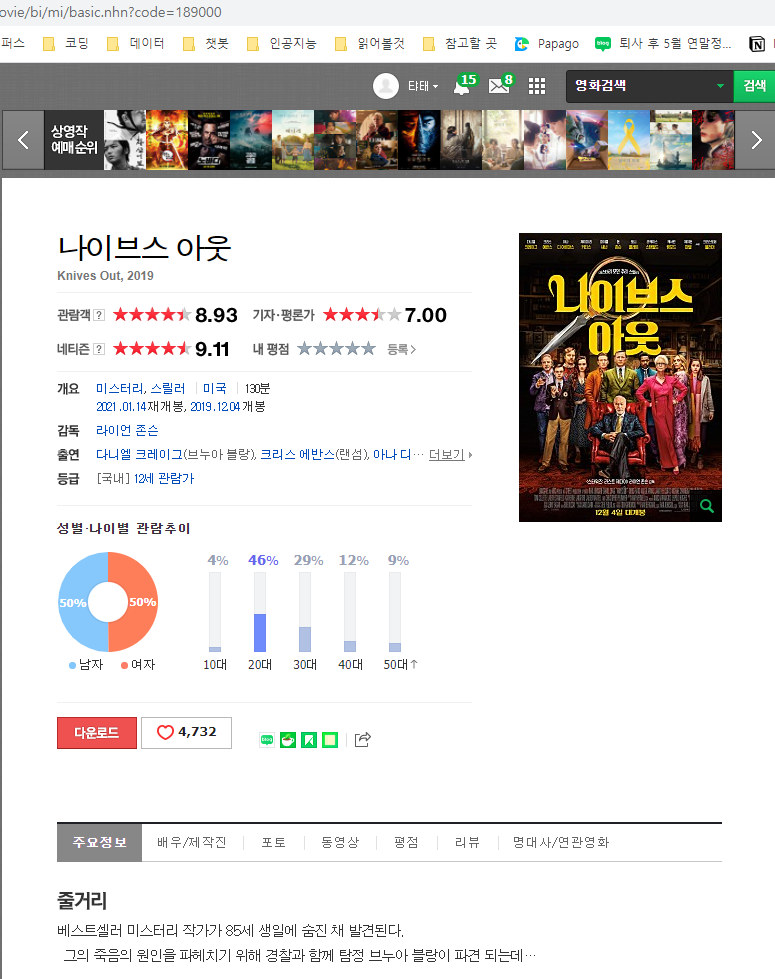 ovie/bi/mi/basic.nhn?code=189000
퍼스 코딩 데이터 챗봇 인공지능 읽어볼것 참고할 곳 Papago blog 퇴사 후 5월 연말정... N
타태 15 8 영화검색 검색
상영작
예매순위
나이브스 아웃
Knives Out, 2019
관람객 ? 8.93 기자·평론가 7.00
네티즌 ? 9.11 내 평점 등록 >
개요 미스터리, 스릴러 미국 130분
2021.01.14 재개봉, 2019.12.04 개봉
감독 라이언 존슨
출연 다니엘 크레이그(브누아 블랑), 크리스 에반스(랜섬), 아나 디… 더보기
등급 [국내] 12세 관람가
나이브스
아웃
12월 4일 대개봉
성별·나이별 관람추이
4% 46% 29% 12% 9%
50% 50%
남자 여자 10대 20대 30대 40대 50대↑
다운로드 4,732 blog
주요정보 배우/제작진 포토 동영상 평점 리뷰 명대사/연관영화
줄거리
베스트셀러 미스터리 작가가 85세 생일에 숨진 채 발견된다.
그의 죽음의 원인을 파헤치기 위해 경찰과 함께 탐정 브누아 블랑이 파견 되는데…